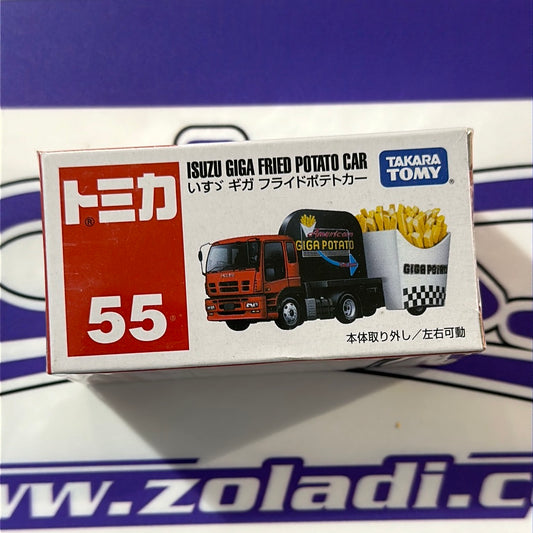 トミカ
®
55
ISUZU GIGA FRIED POTATO CAR
いすゞ ギガ フライドポテトカー
TAKARA
TOMY
American
GIGA POTATO
GIGA POTATO
本体取り外し／左右可動
www.zoladi.c